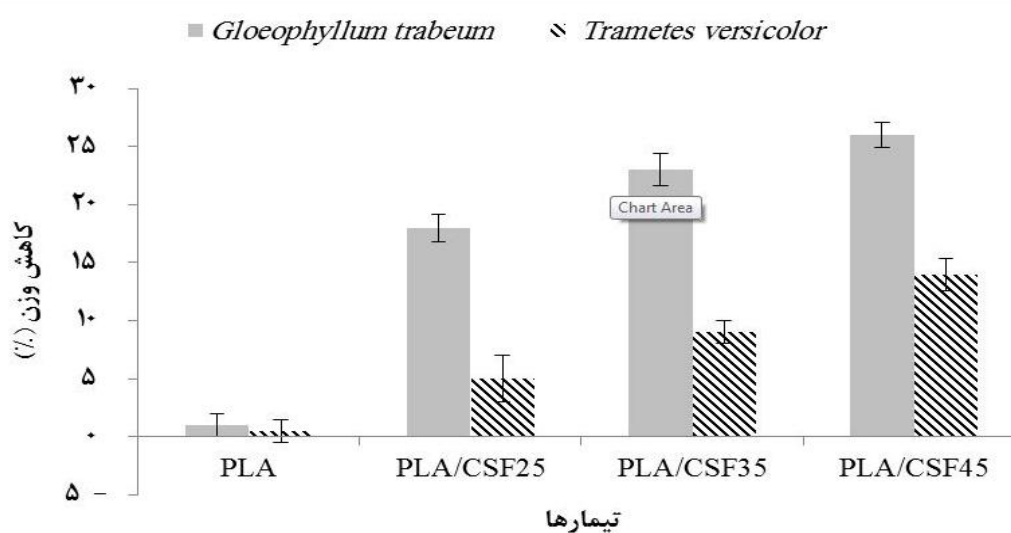 Gloeophyllum trabeum Trametes versicolor
۳۰
۲۵
۲۰
۱۵
۱۰
۵
۰
۵ –
کاهش وزن (٪)
Chart Area
PLA PLA/CSF25 PLA/CSF35 PLA/CSF45
تیمارها